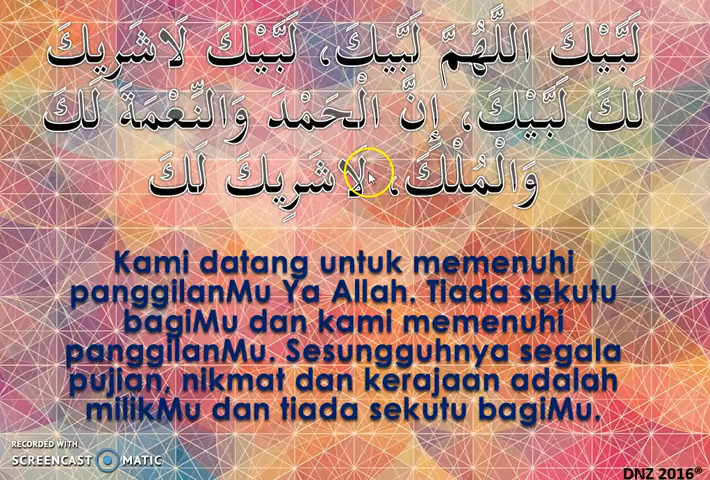 لَبَّيْكَ اللَّهُمَّ لَبَّيْكَ، لَبَّيْكَ لَا شَرِيكَ
لَكَ لَبَّيْكَ، إِنَّ الْحَمْدَ وَالنِّعْمَةَ لَكَ
وَالْمُلْكَ، لَا شَرِيكَ لَكَ
Kami datang untuk memenuhi
panggilanMu Ya Allah. Tiada sekutu
bagiMu dan kami memenuhi
panggilanMu. Sesungguhnya segala
pujian, nikmat dan kerajaan adalah
milikMu dan tiada sekutu bagiMu.
RECORDED WITH
SCREENCAST O MATIC
DNZ 2016®